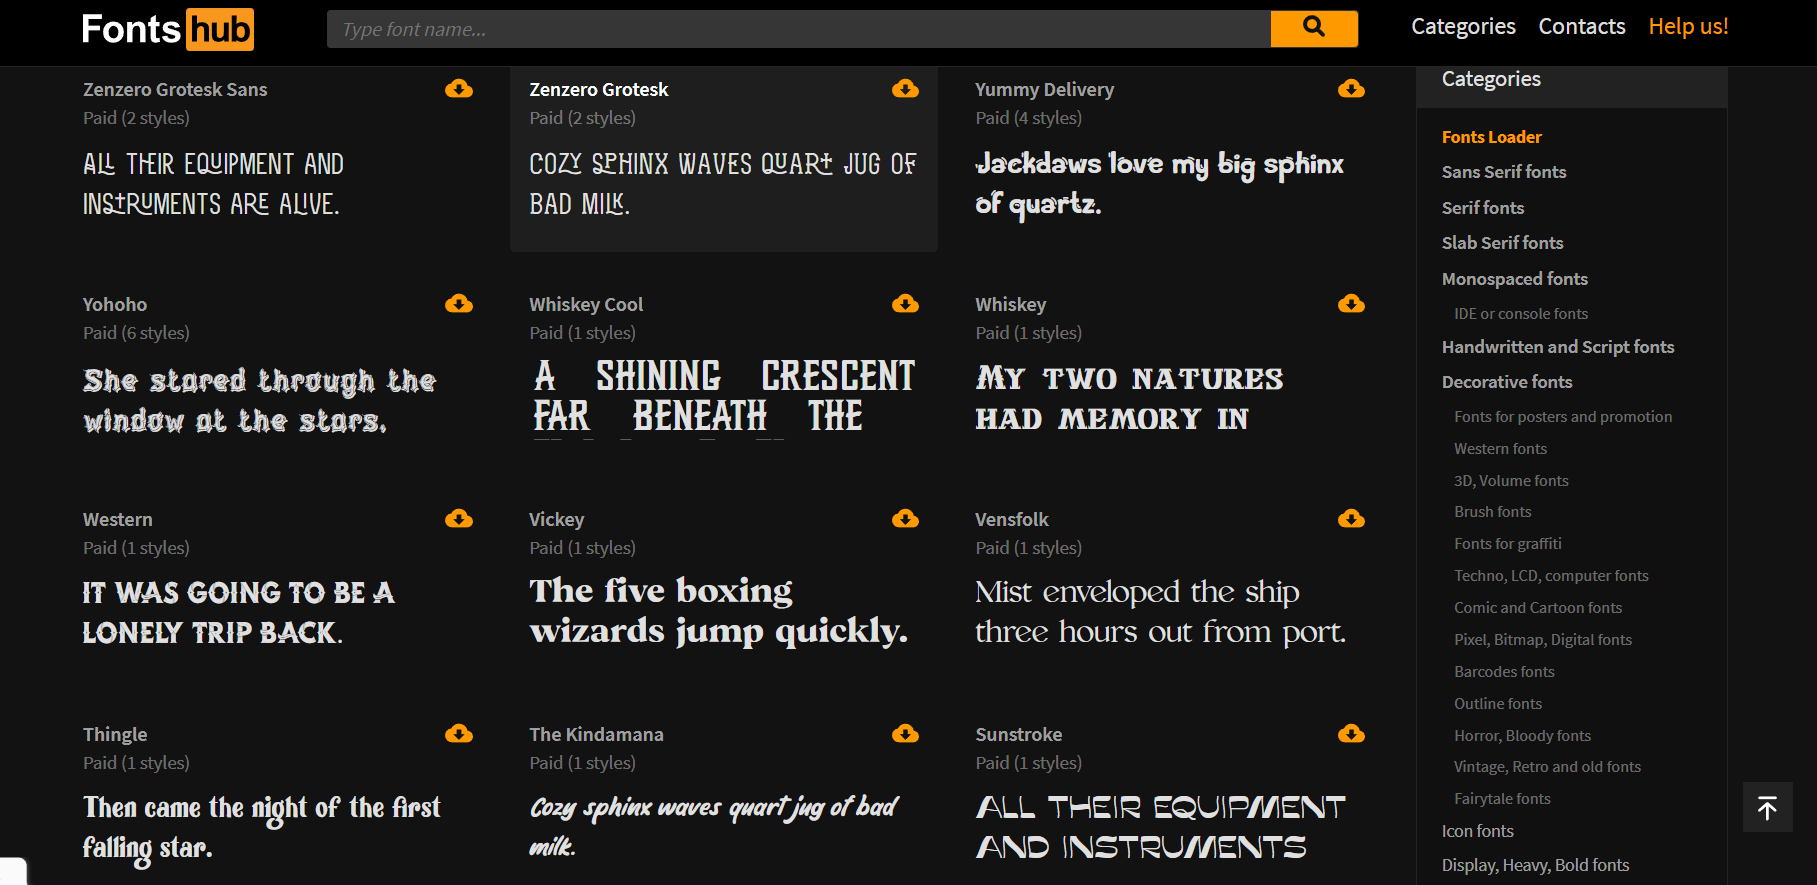 Fonts hub
Type font name...
Categories Contacts Help us!
Zenzero Grotesk Sans
Paid (2 styles)
ALL THEIR EQUIPMENT AND
INSTRUMENTS ARE ALIVE.
Zenzero Grotesk
Paid (2 styles)
COZY SPHINX WAVES QUART JUG OF
BAD MILK.
Yummy Delivery
Paid (4 styles)
Jackdaws love my big sphinx
of quartz.
Yohoho
Paid (6 styles)
She stared through the
window at the stars.
Whiskey Cool
Paid (1 styles)
A SHINING CRESCENT
FAR BENEATH THE
Whiskey
Paid (1 styles)
MY TWO NATURES
HAD MEMORY IN
Western
Paid (1 styles)
IT WAS GOING TO BE A
LONELY TRIP BACK.
Vickey
Paid (1 styles)
The five boxing
wizards jump quickly.
Vensfolk
Paid (1 styles)
Mist enveloped the ship
three hours out from port.
Thingle
Paid (1 styles)
Then came the night of the first
falling star.
The Kindamana
Paid (1 styles)
Cozy sphinx waves quart jug of bad
milk.
Sunstroke
Paid (1 styles)
ALL THEIR EQUIPMENT
AND INSTRUMENTS
Categories
Fonts Loader
Sans Serif fonts
Serif fonts
Slab Serif fonts
Monospaced fonts
IDE or console fonts
Handwritten and Script fonts
Decorative fonts
Fonts for posters and promotion
Western fonts
3D, Volume fonts
Brush fonts
Fonts for graffiti
Techno, LCD, computer fonts
Comic and Cartoon fonts
Pixel, Bitmap, Digital fonts
Barcodes fonts
Outline fonts
Horror, Bloody fonts
Vintage, Retro and old fonts
Fairytale fonts
Icon fonts
Display, Heavy, Bold fonts